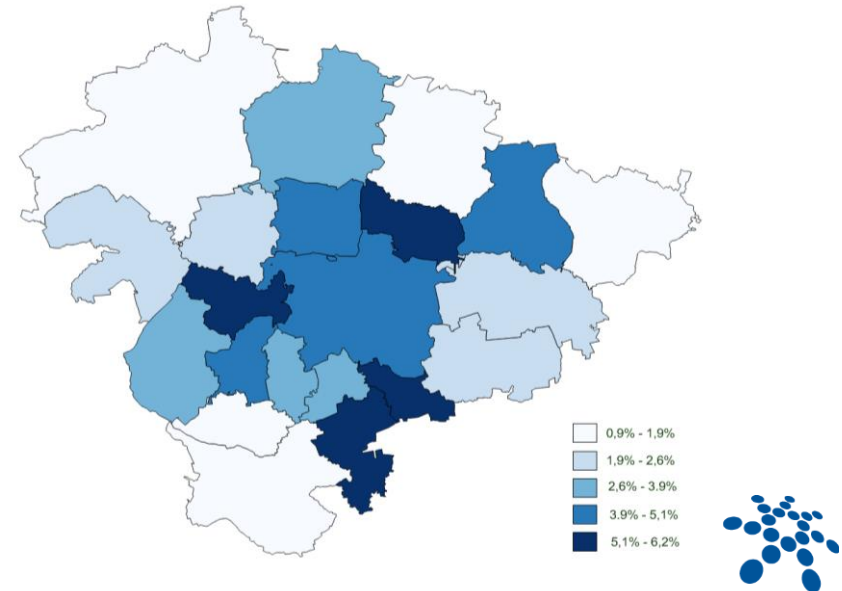 0,9% - 1,9%
1,9% - 2,6%
2,6% - 3.9%
3.9% - 5,1%
5,1% - 6,2%